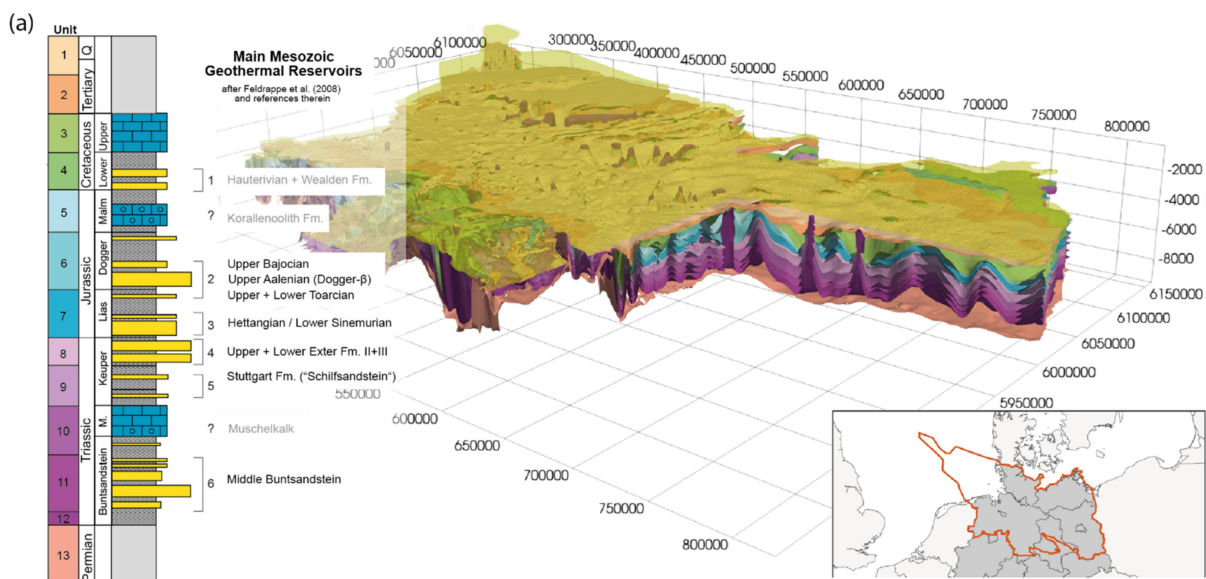 (a)
Unit
Main Mesozoic
Geothermal Reservoirs
after Feldrappe et al. (2008)
and references therein
1
2
3
4
5
6
7
8
9
10
11
12
13
Q
Tertiary
Cretaceous
Upper
Lower
Jurassic
Malm
Dogger
Lias
Triassic
Keuper
M.
Buntsandstein
Permian
1 Hauterivian + Wealden Fm.
? Korallenoolith Fm.
Upper Bajocian
2 Upper Aalenian (Dogger-β)
Upper + Lower Toarcian
3 Hettangian / Lower Sinemurian
4 Upper + Lower Exter Fm. II+III
Stuttgart Fm. ("Schilfsandstein")
5
? Muschelkalk
6 Middle Buntsandstein
6050000
6100000
300000
350000
400000
450000
500000
550000
600000
650000
700000
750000
800000
-2000
-4000
-6000
-8000
6150000
6100000
6050000
6000000
5950000
550000
600000
650000
700000
750000
800000